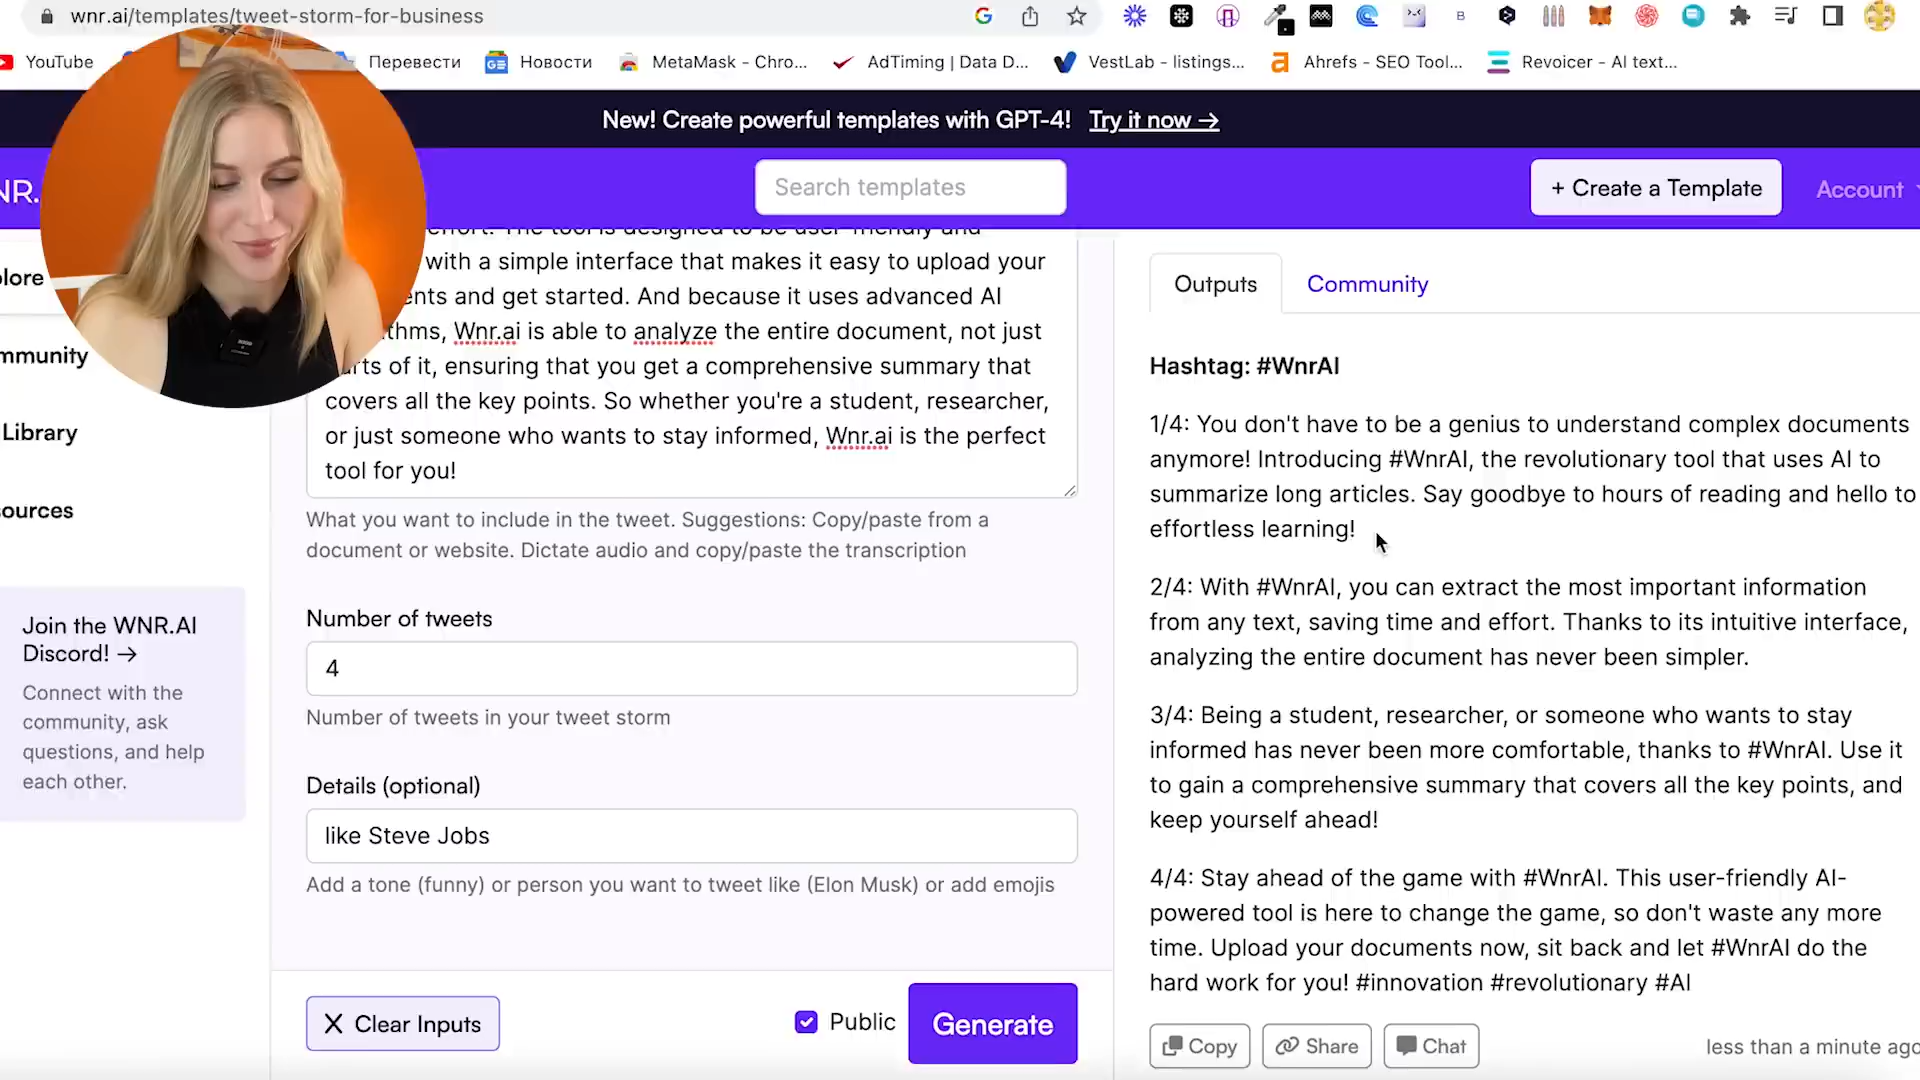 wnr.ai/templates/tweet-storm-for-business
YouTube
Перевести
Новости
MetaMask - Chro...
AdTiming | Data D...
VestLab - listings...
Ahrefs - SEO Tool...
Revoicer - AI text...
New! Create powerful templates with GPT-4! Try it now →
NR.
Search templates
+ Create a Template
Account
lore
mmunity
Library
ources
Join the WNR.AI
Discord! →
Connect with the
community, ask
questions, and help
each other.
effort! The tool is designed to be user-friendly and
with a simple interface that makes it easy to upload your
ents and get started. And because it uses advanced AI
thms, Wnr.ai is able to analyze the entire document, not just
rts of it, ensuring that you get a comprehensive summary that
covers all the key points. So whether you're a student, researcher,
or just someone who wants to stay informed, Wnr.ai is the perfect
tool for you!
What you want to include in the tweet. Suggestions: Copy/paste from a
document or website. Dictate audio and copy/paste the transcription
Number of tweets
4
Number of tweets in your tweet storm
Details (optional)
like Steve Jobs
Add a tone (funny) or person you want to tweet like (Elon Musk) or add emojis
Clear Inputs
Public
Generate
Outputs
Community
Hashtag: #WnrAI
1/4: You don't have to be a genius to understand complex documents
anymore! Introducing #WnrAI, the revolutionary tool that uses AI to
summarize long articles. Say goodbye to hours of reading and hello to
effortless learning!
2/4: With #WnrAI, you can extract the most important information
from any text, saving time and effort. Thanks to its intuitive interface,
analyzing the entire document has never been simpler.
3/4: Being a student, researcher, or someone who wants to stay
informed has never been more comfortable, thanks to #WnrAI. Use it
to gain a comprehensive summary that covers all the key points, and
keep yourself ahead!
4/4: Stay ahead of the game with #WnrAI. This user-friendly AI-
powered tool is here to change the game, so don't waste any more
time. Upload your documents now, sit back and let #WnrAI do the
hard work for you! #innovation #revolutionary #AI
Copy
Share
Chat
less than a minute ago